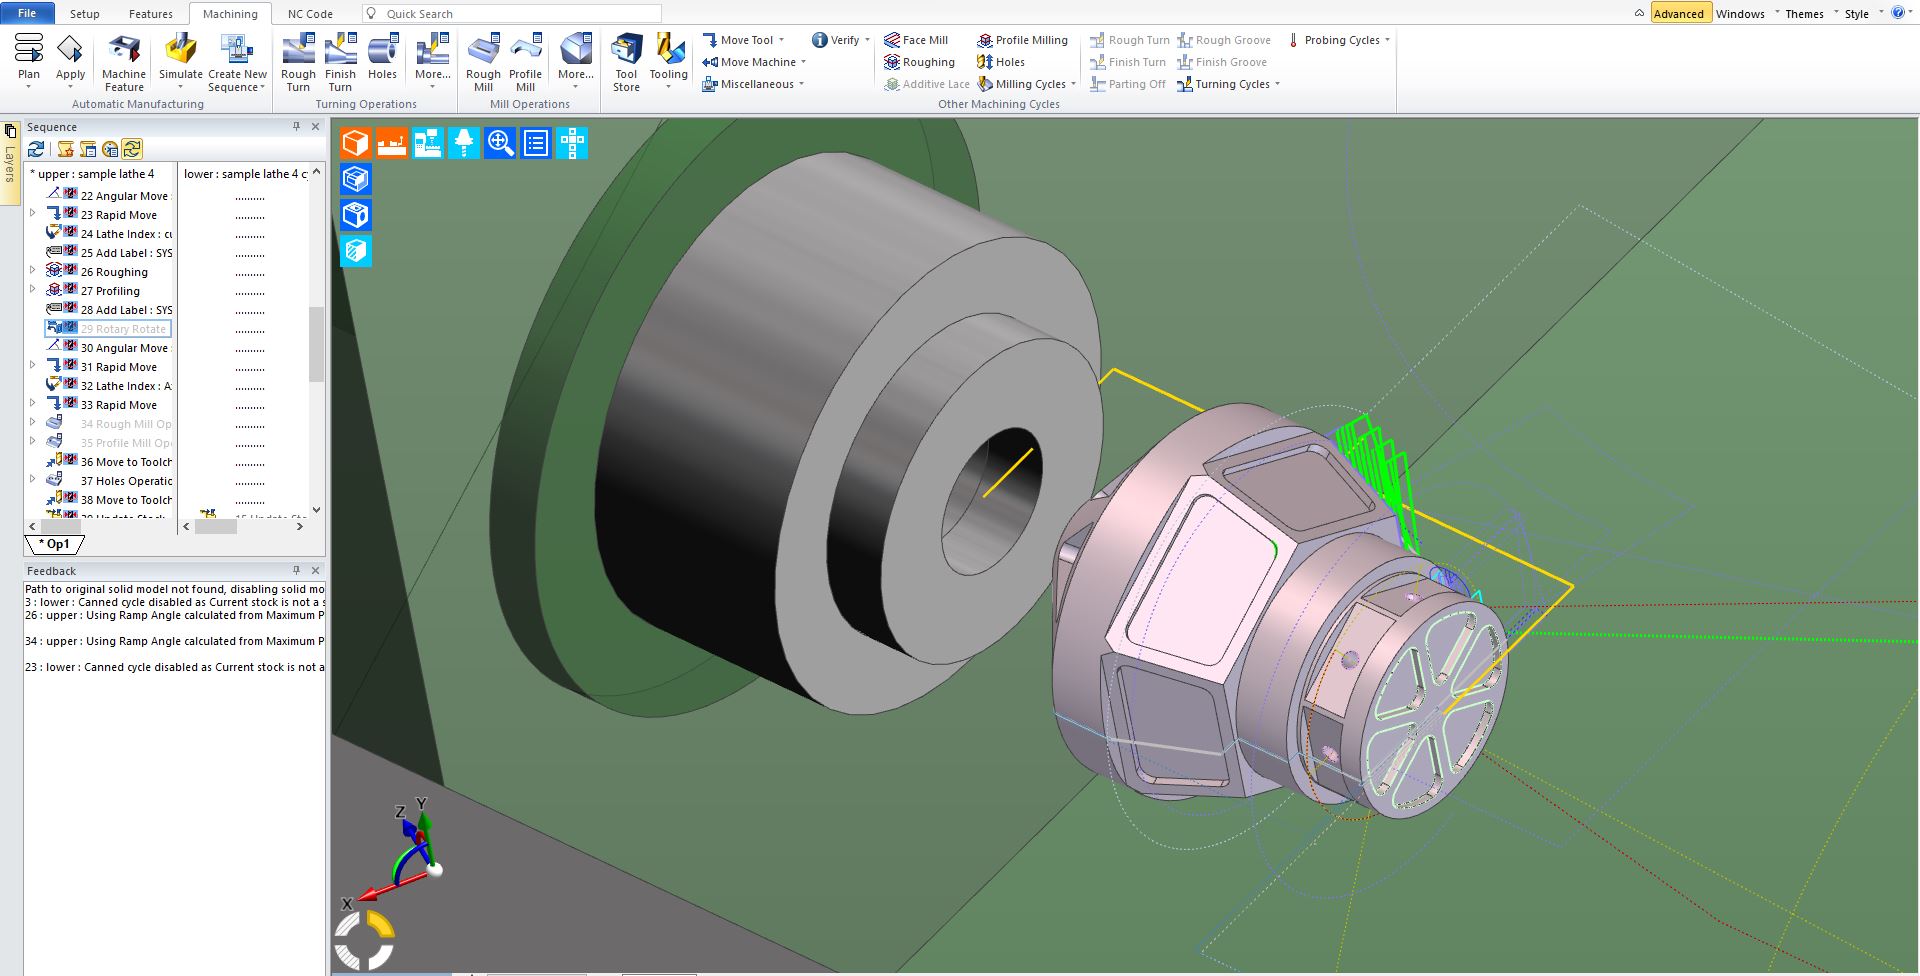 File Setup Features Machining NC Code Quick Search Advanced Windows Themes Style
Plan Apply Machine Feature Simulate Create New Sequence
Automatic Manufacturing
Rough Turn Finish Turn Holes More...
Turning Operations
Rough Mill Profile Mill More...
Mill Operations
Tool Store Tooling
Move Tool Verify
Move Machine
Miscellaneous
Face Mill Profile Milling Rough Turn Rough Groove Probing Cycles
Roughing Holes Finish Turn Finish Groove
Additive Lace Milling Cycles Parting Off Turning Cycles
Other Machining Cycles
Layers
Sequence
* upper : sample lathe 4 lower : sample lathe 4 c
22 Angular Move : ..........
23 Rapid Move ..........
24 Lathe Index : cu ..........
25 Add Label : SYS ..........
26 Roughing ..........
27 Profiling ..........
28 Add Label : SYS ..........
29 Rotary Rotate ..........
30 Angular Move : ..........
31 Rapid Move ..........
32 Lathe Index : A ..........
33 Rapid Move ..........
34 Rough Mill Op ..........
35 Profile Mill Op ..........
36 Move to Toolch ..........
37 Holes Operatio ..........
38 Move to Toolch ..........
39 Update Stock 15 Update Sto
* Op1
Feedback
Path to original solid model not found, disabling solid mo
3 : lower : Canned cycle disabled as Current stock is not a s
26 : upper : Using Ramp Angle calculated from Maximum P
34 : upper : Using Ramp Angle calculated from Maximum P
23 : lower : Canned cycle disabled as Current stock is not a
Z Y
X